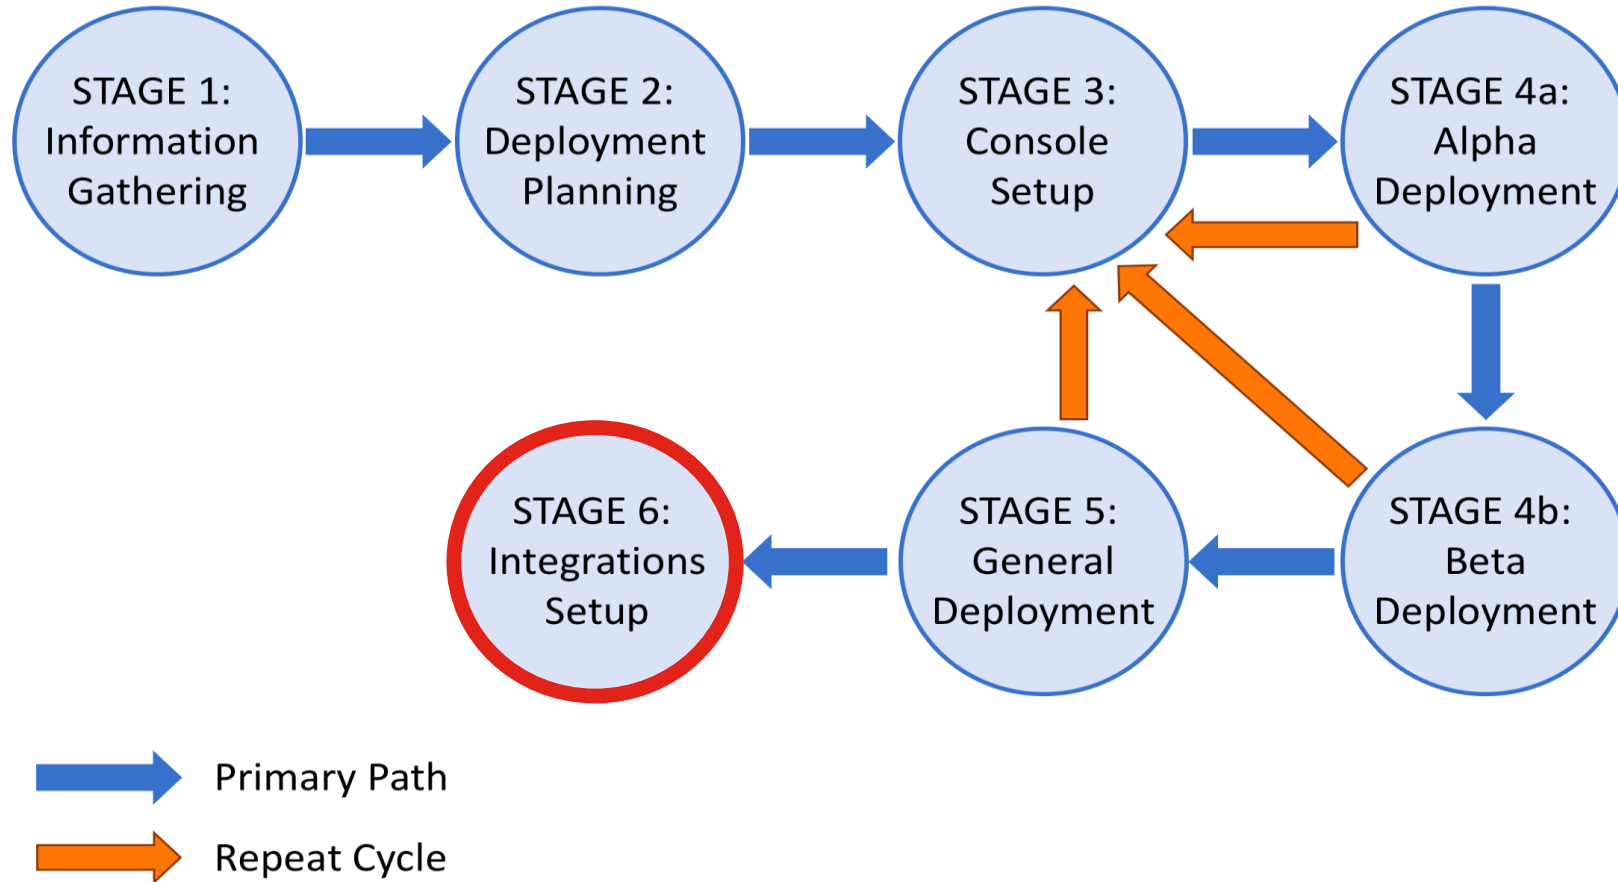 STAGE 1:
Information
Gathering
STAGE 2:
Deployment
Planning
STAGE 3:
Console
Setup
STAGE 4a:
Alpha
Deployment
STAGE 6:
Integrations
Setup
STAGE 5:
General
Deployment
STAGE 4b:
Beta
Deployment
Primary Path
Repeat Cycle